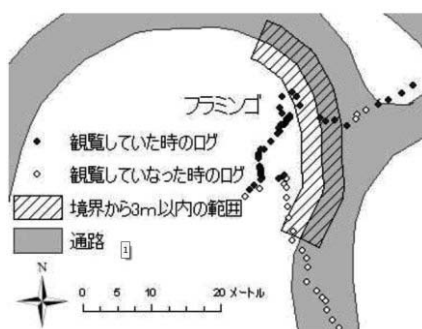 フラミンゴ
観覧していた時のログ
観覧していなった時のログ
境界から3m以内の範囲
通路
1
N
0 5 10 20 メートル